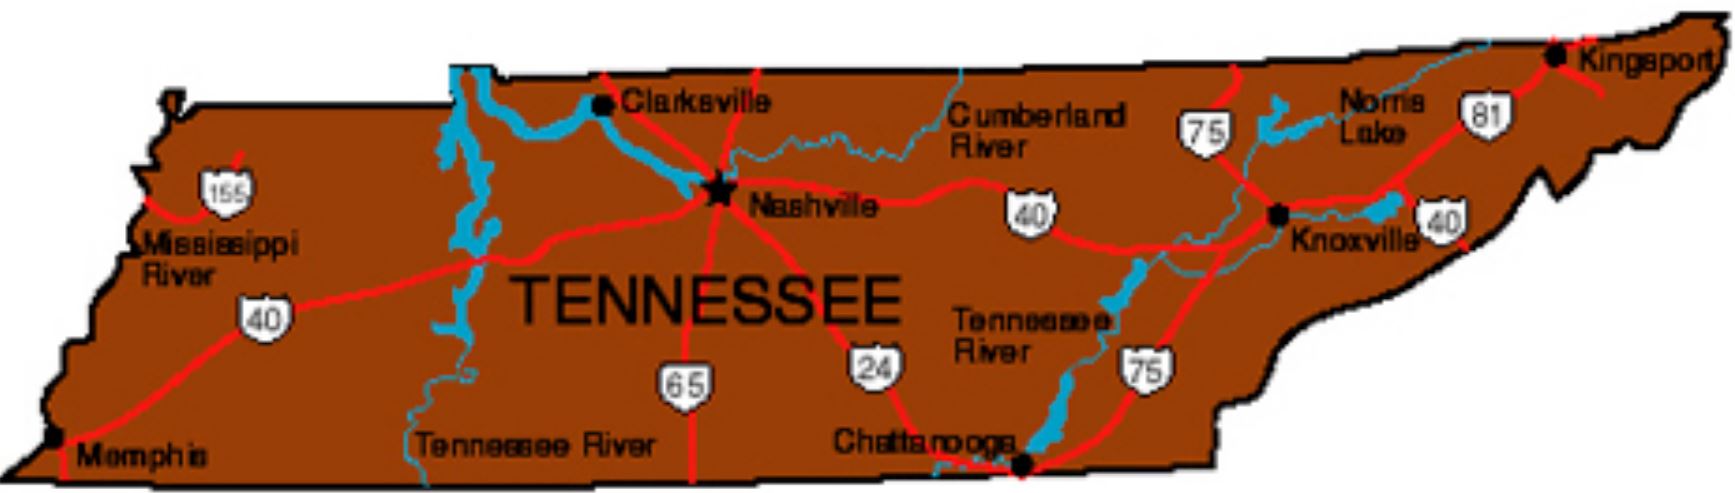 Kingsport
Clarksville
Cumberland
River
75
Norris
Lake
81
155
Nashville
40
Knoxville
40
Mississippi
River
40
TENNESSEE
Tennessee
River
65
24
75
Memphis
Tennessee River
Chattanooga